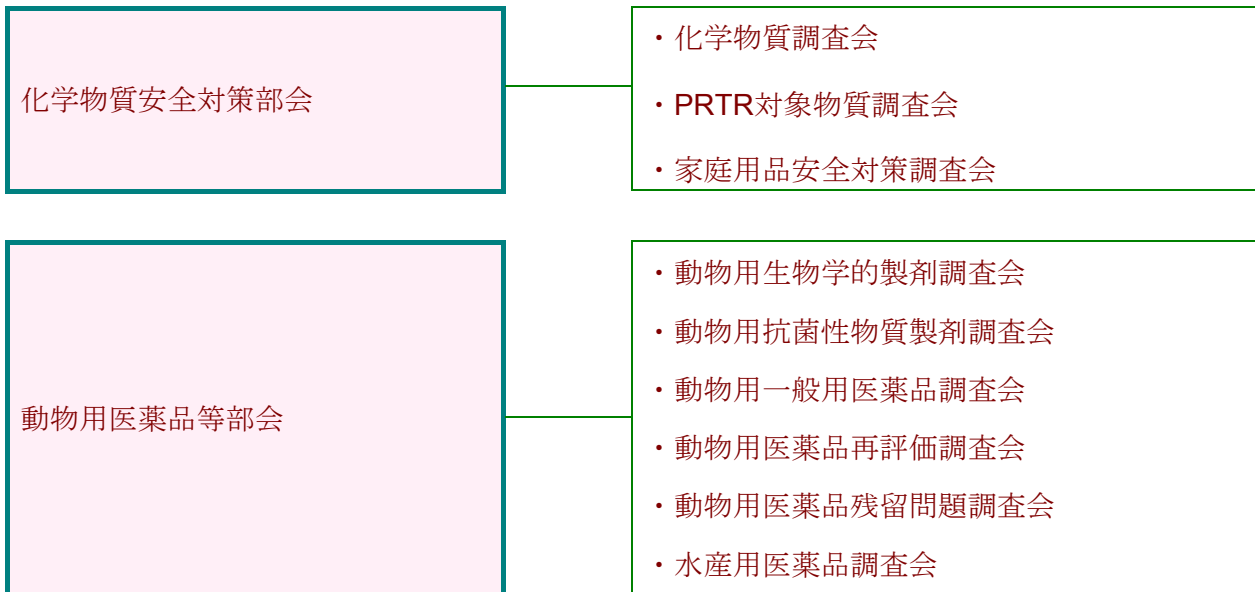 化学物質安全対策部会
・化学物質調査会
・PRTR対象物質調査会
・家庭用品安全対策調査会
動物用医薬品等部会
・動物用生物学的製剤調査会
・動物用抗菌性物質製剤調査会
・動物用一般用医薬品調査会
・動物用医薬品再評価調査会
・動物用医薬品残留問題調査会
・水産用医薬品調査会